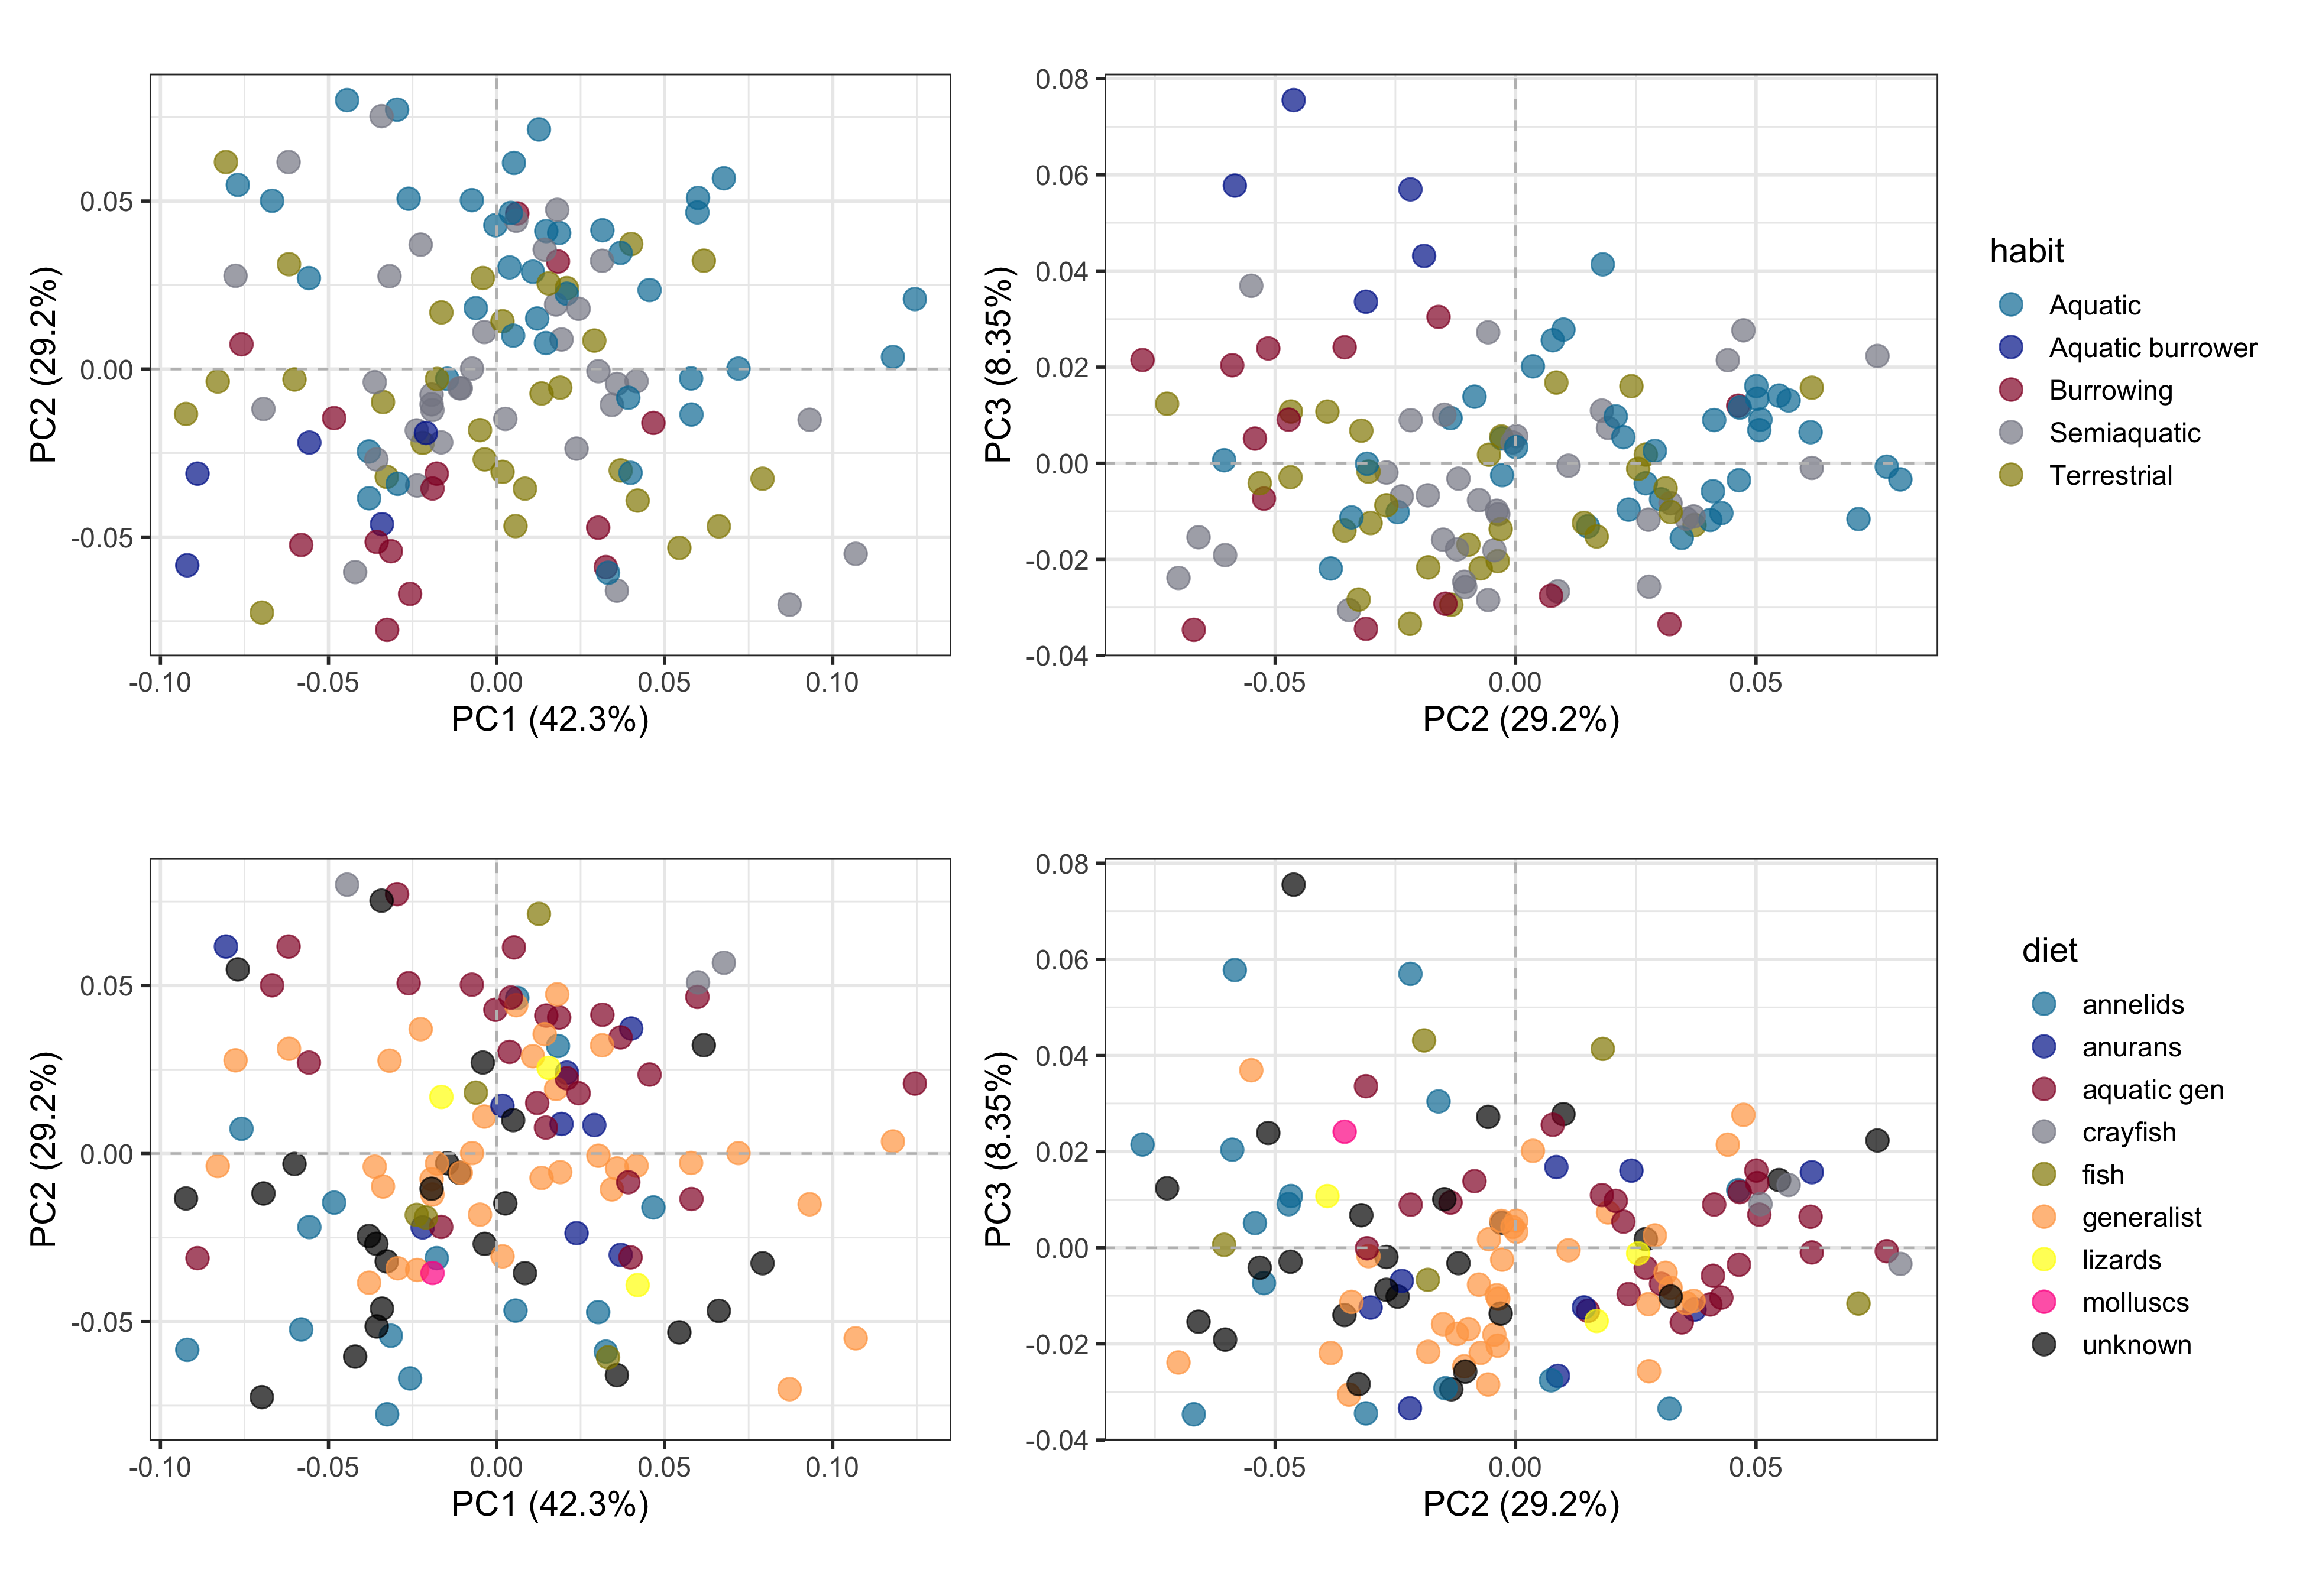 0.05
0.00
-0.05
PC2 (29.2%)
-0.10
-0.05
0.00
0.05
0.10
PC1 (42.3%)
0.08
0.06
0.04
0.02
0.00
-0.02
-0.04
PC3 (8.35%)
-0.05
0.00
0.05
PC2 (29.2%)
habit
Aquatic
Aquatic burrower
Burrowing
Semiaquatic
Terrestrial
0.05
0.00
-0.05
PC2 (29.2%)
-0.10
-0.05
0.00
0.05
0.10
PC1 (42.3%)
0.08
0.06
0.04
0.02
0.00
-0.02
-0.04
PC3 (8.35%)
-0.05
0.00
0.05
PC2 (29.2%)
diet
annelids
anurans
aquatic gen
crayfish
fish
generalist
lizards
molluscs
unknown